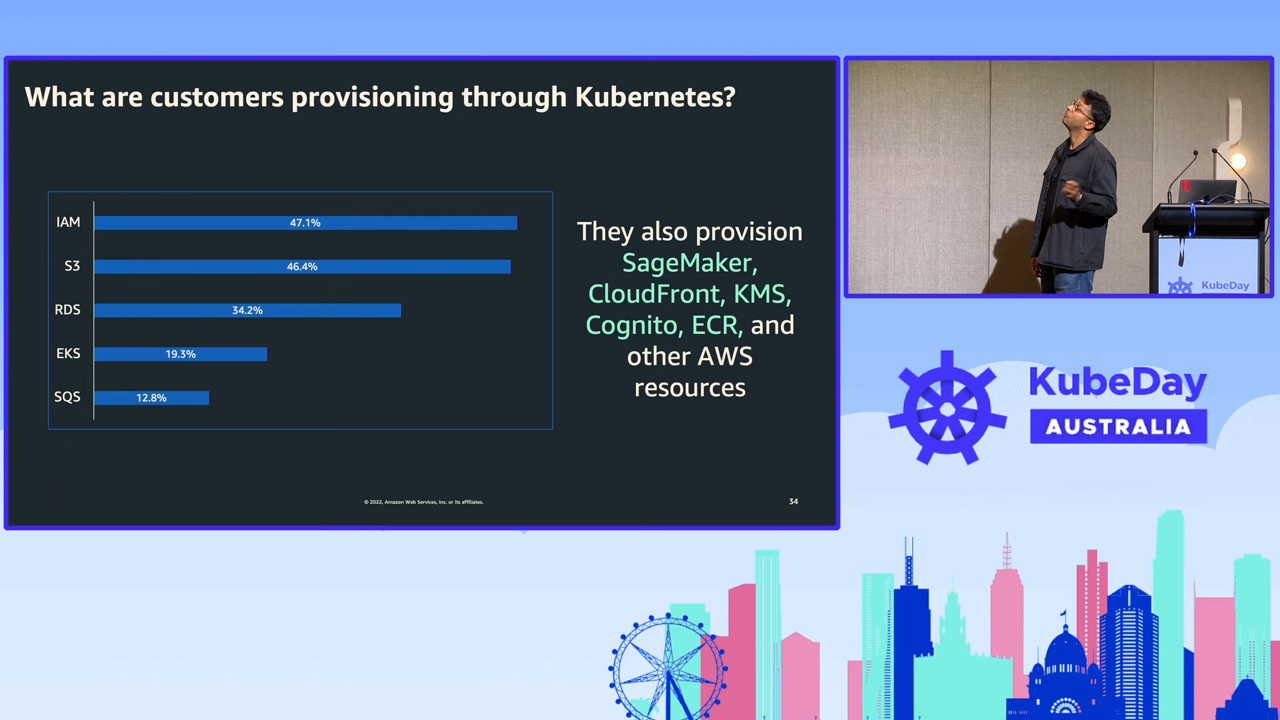 What are customers provisioning through Kubernetes?
IAM
47.1%
S3
46.4%
RDS
34.2%
EKS
19.3%
SQS
12.8%
They also provision
SageMaker,
CloudFront, KMS,
Cognito, ECR, and
other AWS
resources
© 2022, Amazon Web Services, Inc. or its affiliates.
34
KubeDay
KubeDay
AUSTRALIA